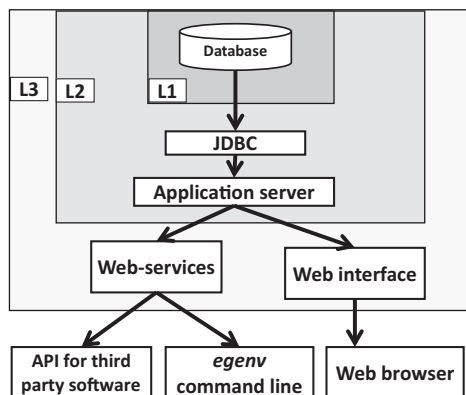 Database
L3
L2
L1
JDBC
Application server
Web-services
Web interface
API for third
party software
egenv
command line
Web browser